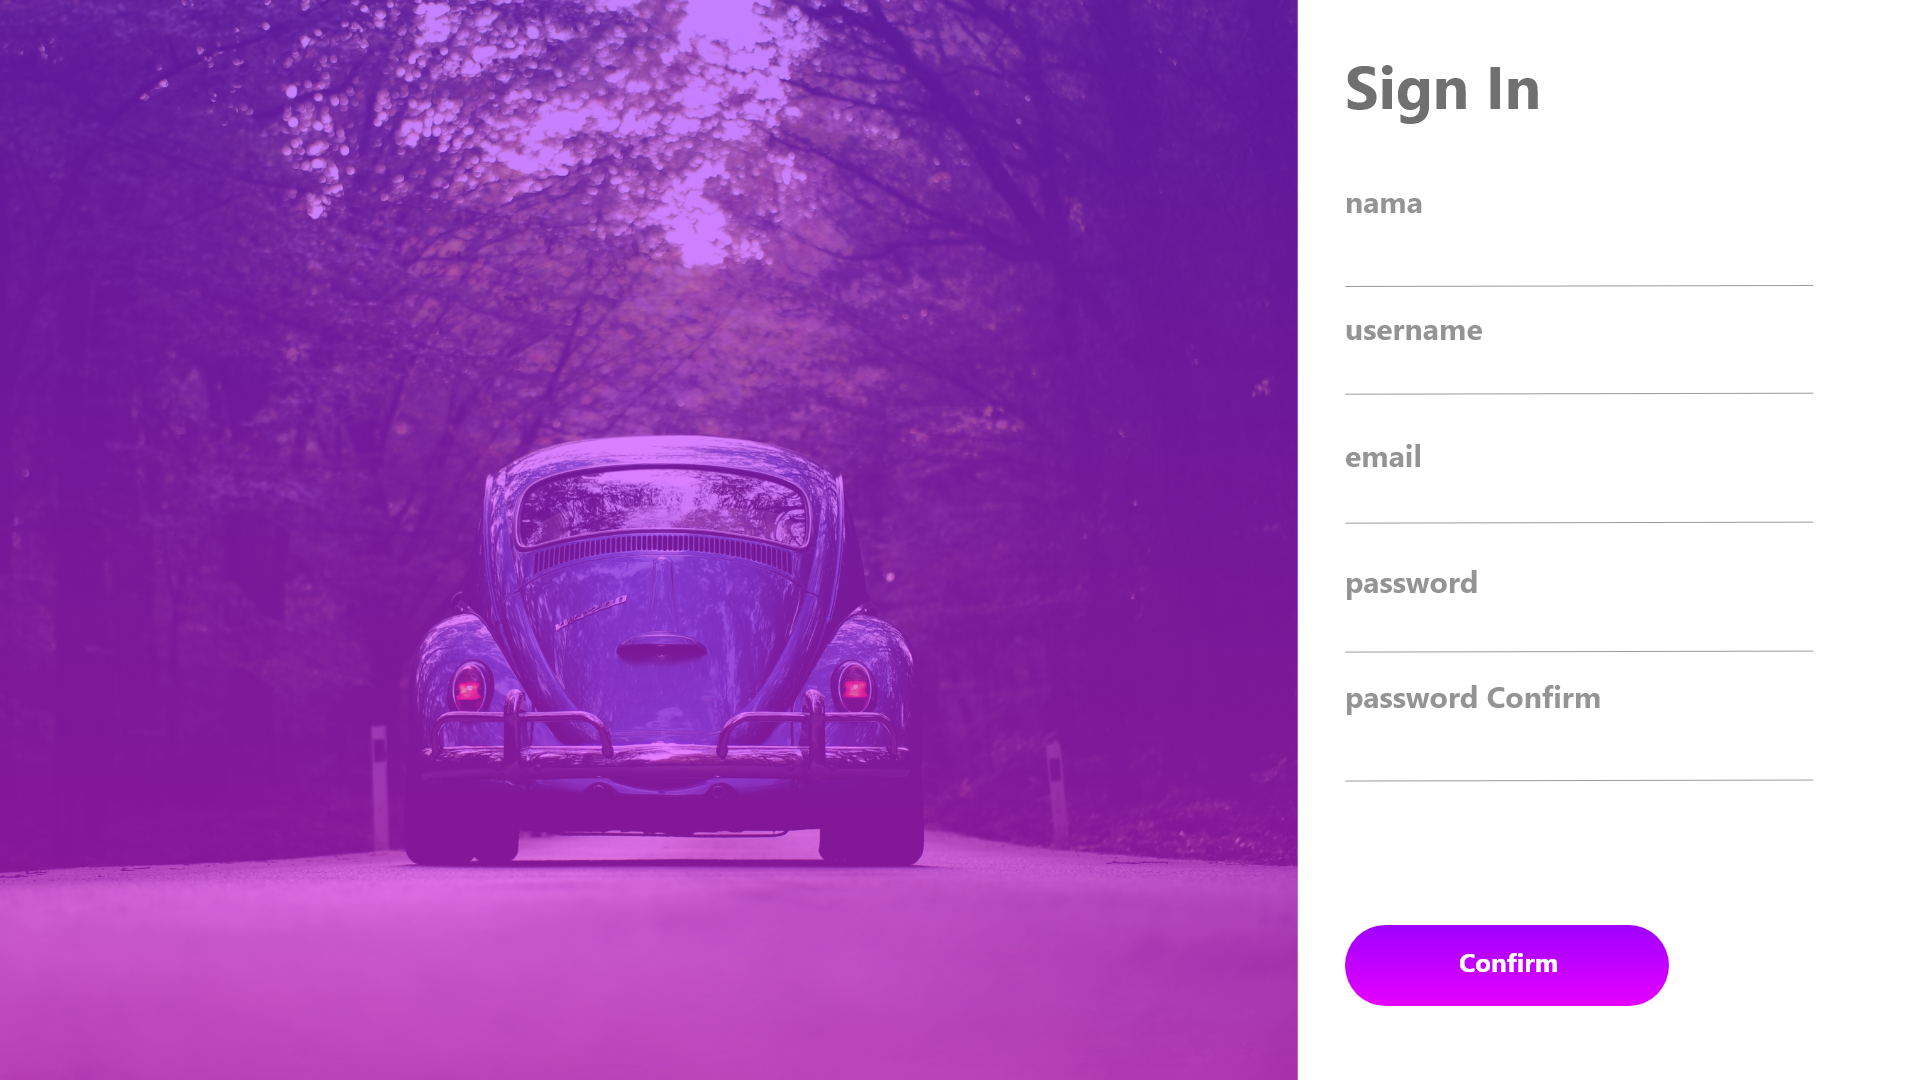 Sign In
nama
username
email
password
password Confirm
Confirm